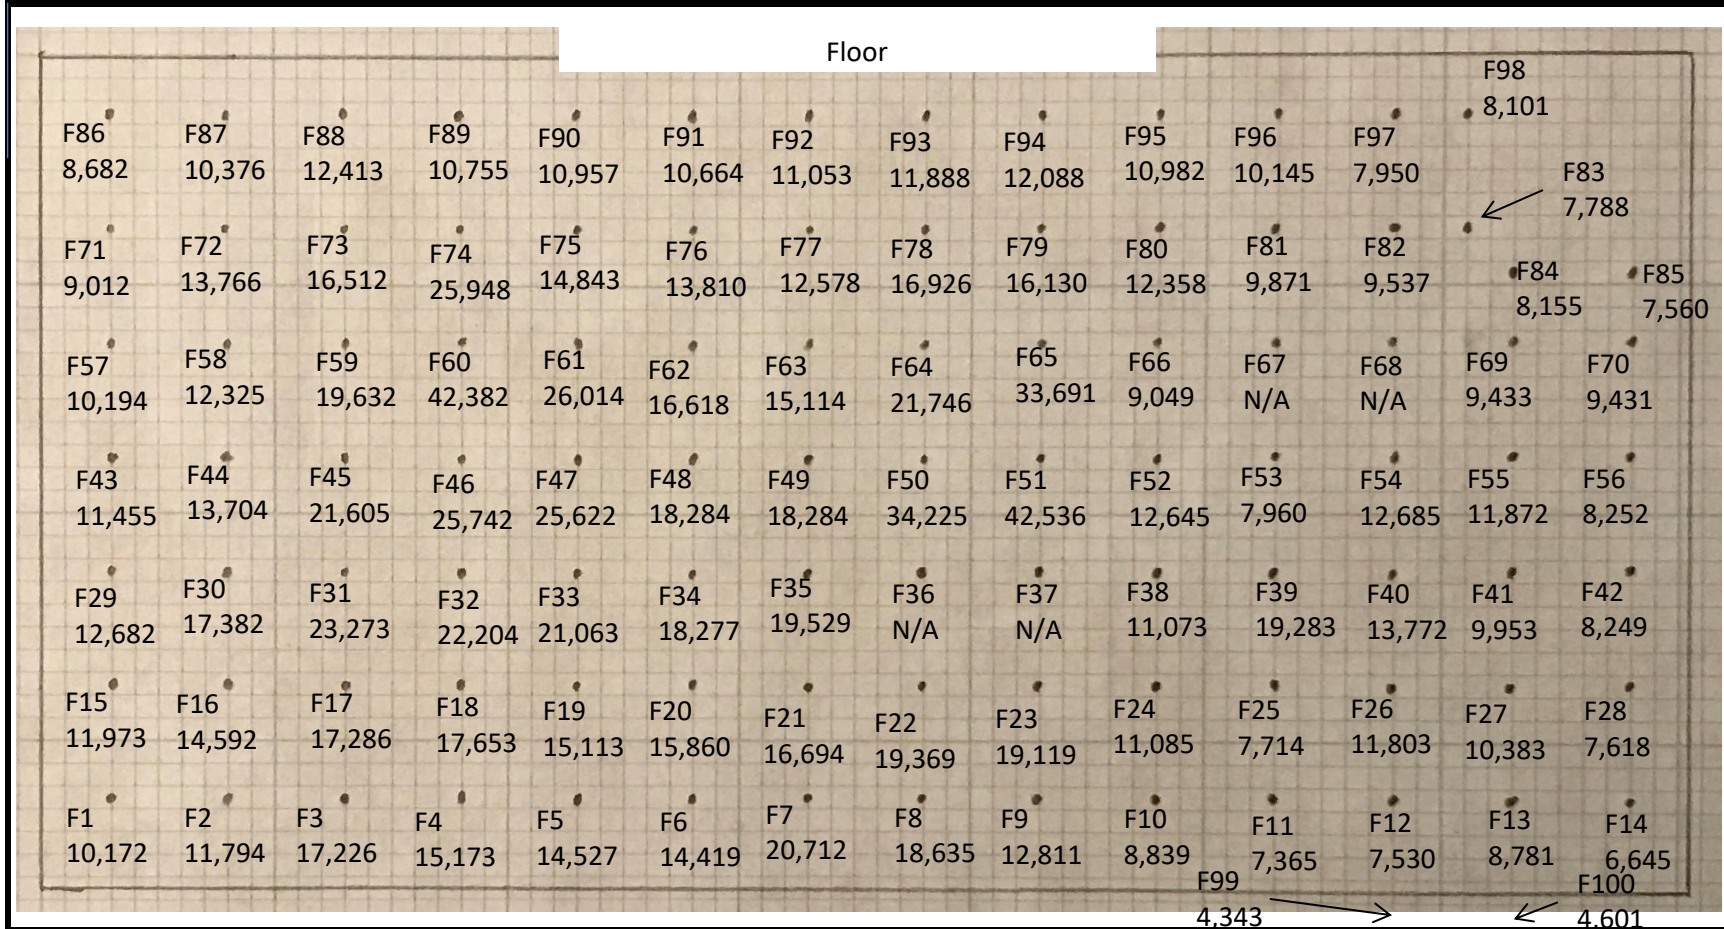 Floor
F98
8,101
F86 F87 F88 F89 F90 F91 F92 F93 F94 F95 F96 F97
8,682 10,376 12,413 10,755 10,957 10,664 11,053 11,888 12,088 10,982 10,145 7,950
F83
7,788
F71 F72 F73 F74 F75 F76 F77 F78 F79 F80 F81 F82
9,012 13,766 16,512 25,948 14,843 13,810 12,578 16,926 16,130 12,358 9,871 9,537
F84 F85
8,155 7,560
F57 F58 F59 F60 F61 F62 F63 F64 F65 F66 F67 F68 F69 F70
10,194 12,325 19,632 42,382 26,014 16,618 15,114 21,746 33,691 9,049 N/A N/A 9,433 9,431
F43 F44 F45 F46 F47 F48 F49 F50 F51 F52 F53 F54 F55 F56
11,455 13,704 21,605 25,742 25,622 18,284 18,284 34,225 42,536 12,645 7,960 12,685 11,872 8,252
F29 F30 F31 F32 F33 F34 F35 F36 F37 F38 F39 F40 F41 F42
12,682 17,382 23,273 22,204 21,063 18,277 19,529 N/A N/A 11,073 19,283 13,772 9,953 8,249
F15 F16 F17 F18 F19 F20 F21 F22 F23 F24 F25 F26 F27 F28
11,973 14,592 17,286 17,653 15,113 15,860 16,694 19,369 19,119 11,085 7,714 11,803 10,383 7,618
F1 F2 F3 F4 F5 F6 F7 F8 F9 F10 F11 F12 F13 F14
10,172 11,794 17,226 15,173 14,527 14,419 20,712 18,635 12,811 8,839 7,365 7,530 8,781 6,645
F99 F100
4,343 4,601